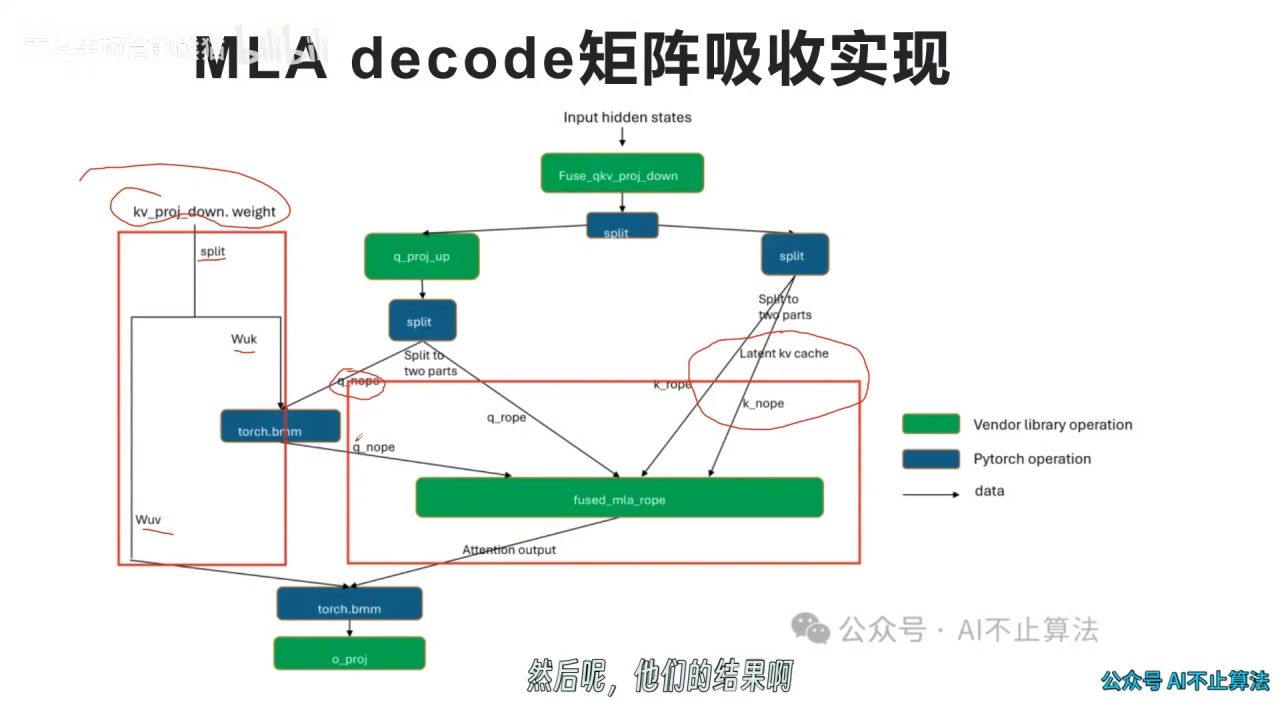 MLA decode矩阵吸收实现
Input hidden states
Fuse_qkv_proj_down
split
kv_proj_down. weight
split
q_proj_up
split
split
Split to
two parts
Wuk
Split to
two parts
Latent kv cache
q_nope
k_rope
k_nope
q_rope
torch.bmm
q_nope
Vendor library operation
Pytorch operation
data
fused_mla_rope
Wuv
Attention output
torch.bmm
o_proj
公众号 · AI不止算法
然后呢，他们的结果啊
公众号 AI不止算法